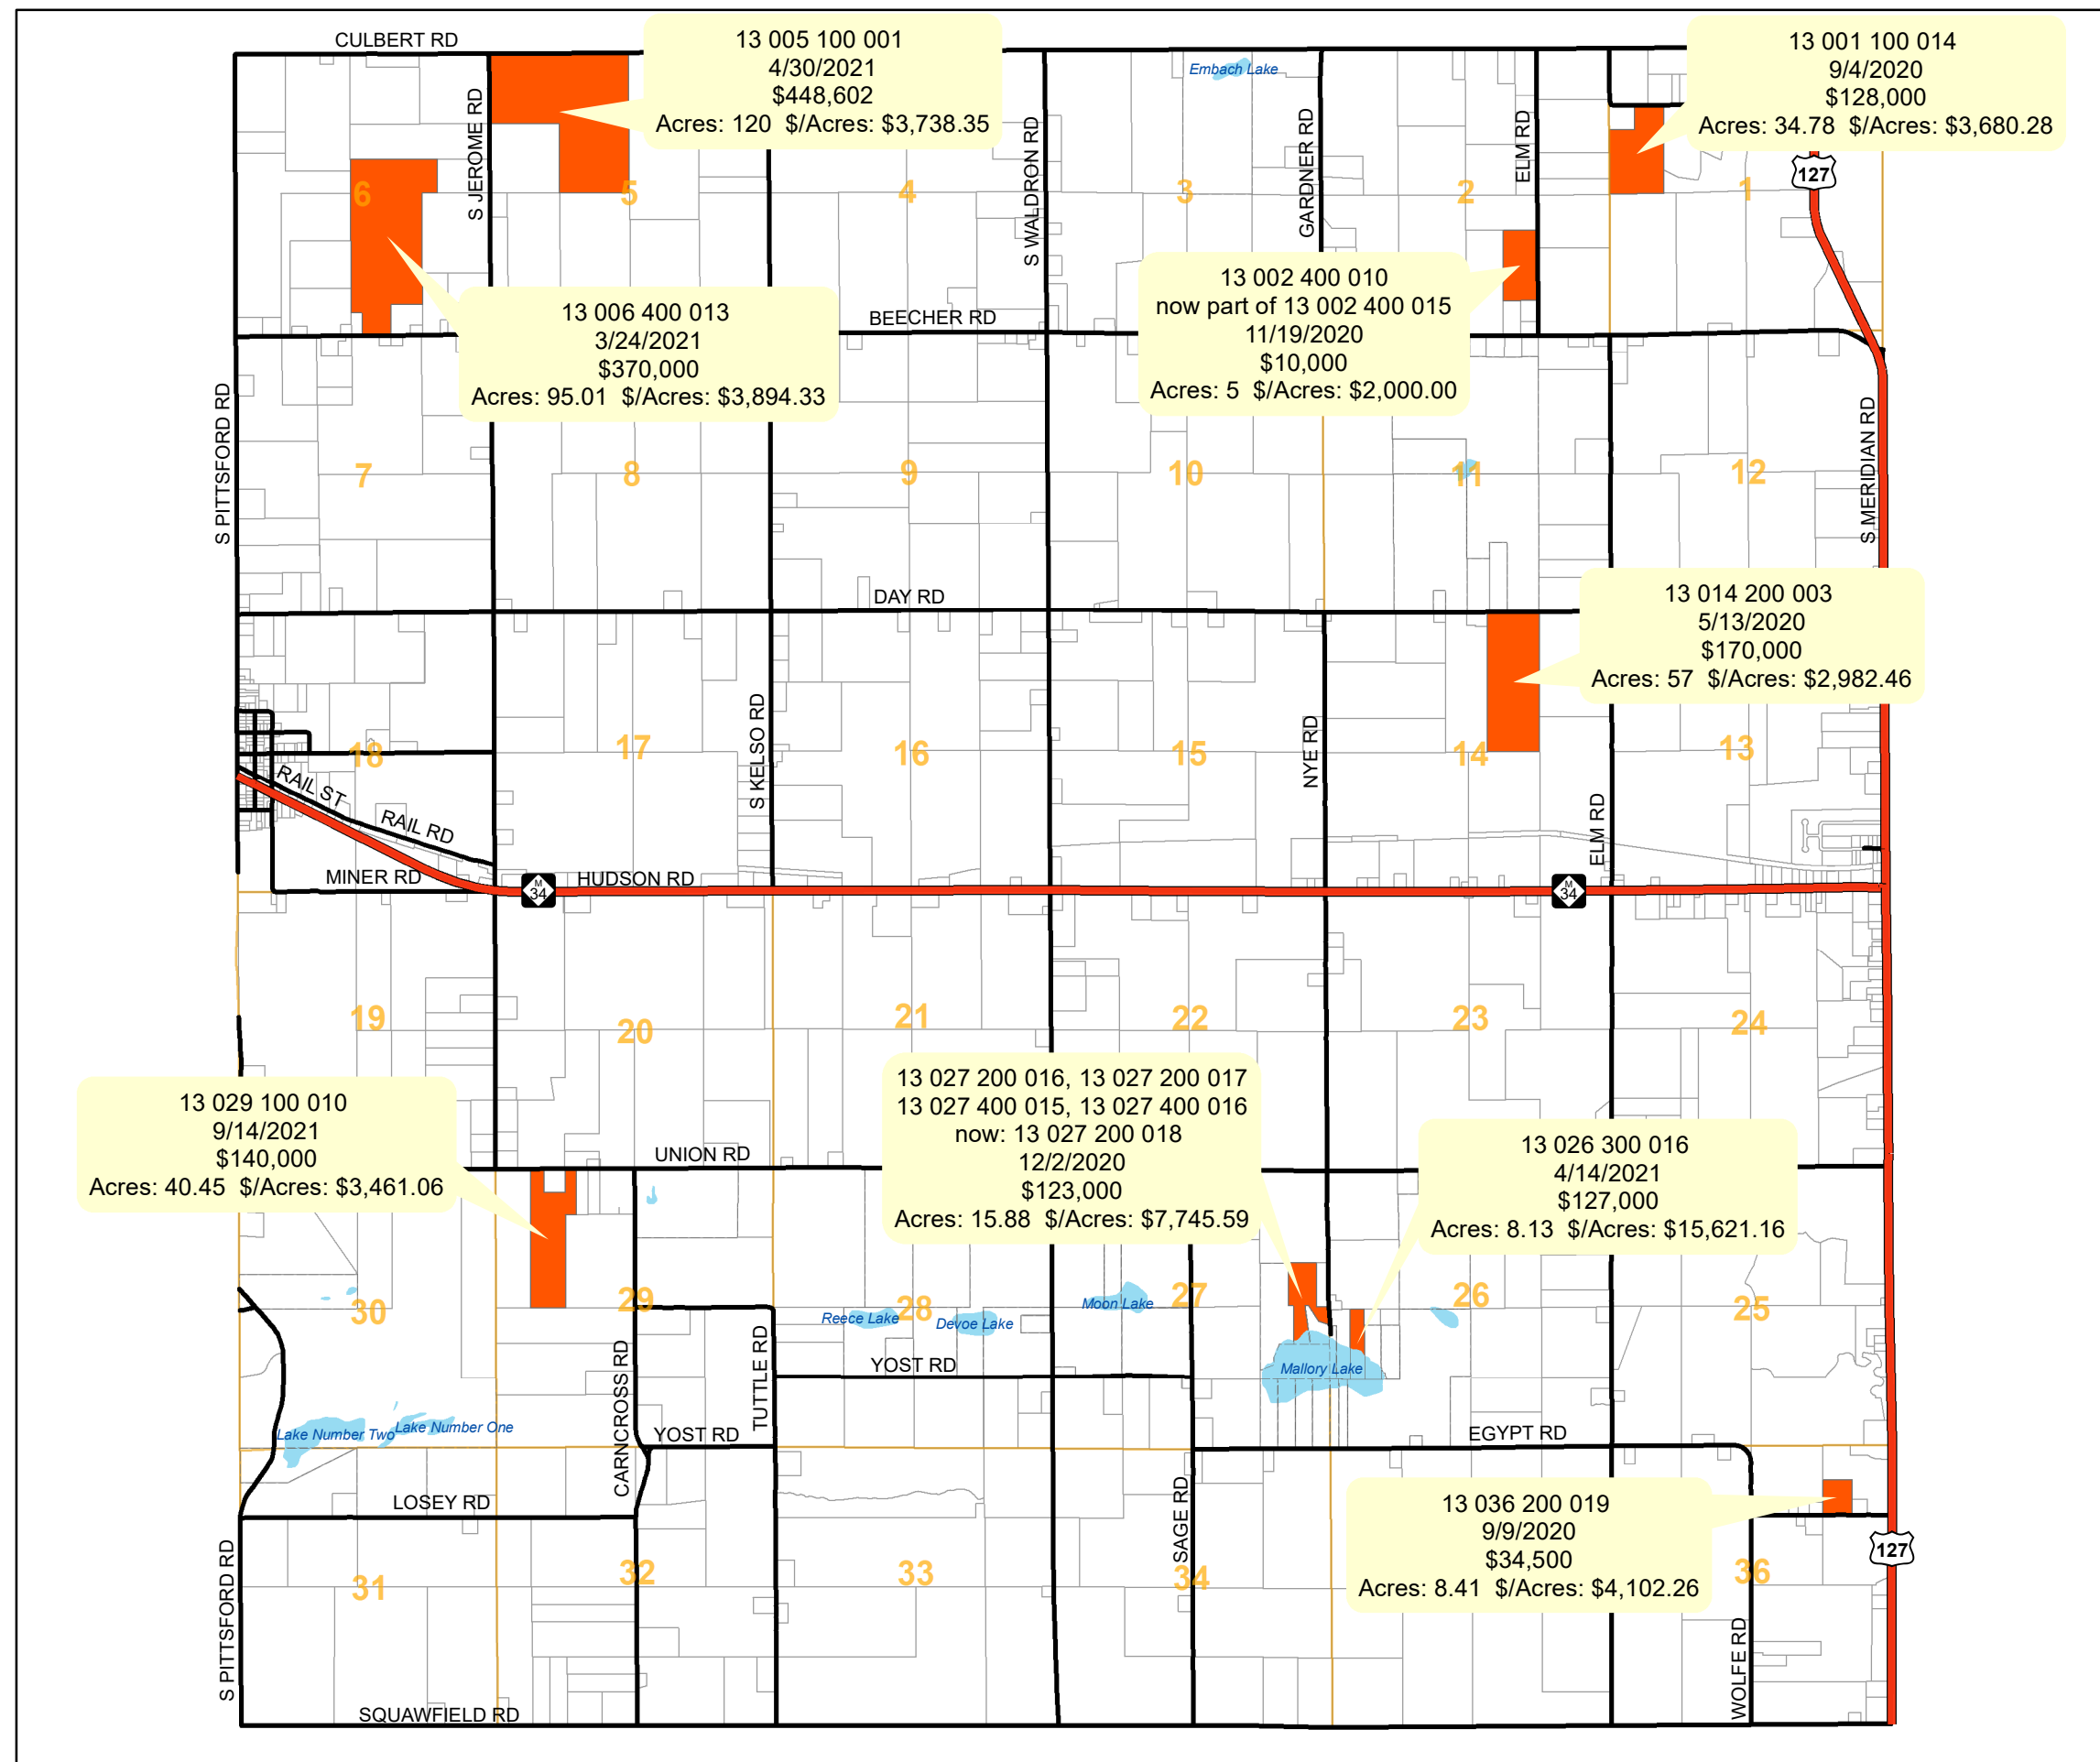 CULBERT RD
13 005 100 001
4/30/2021
$448,602
Acres: 120  $/Acres: $3,738.35
Embach Lake
13 001 100 014
9/4/2020
$128,000
Acres: 34.78  $/Acres: $3,680.28
127
S JEROME RD
S WALDRON RD
GARDNER RD
ELM RD
6
5
4
3
2
1
13 006 400 013
3/24/2021
$370,000
Acres: 95.01  $/Acres: $3,894.33
BEECHER RD
13 002 400 010
now part of 13 002 400 015
11/19/2020
$10,000
Acres: 5  $/Acres: $2,000.00
S PITTSFORD RD
S MERIDIAN RD
7
8
9
10
11
12
DAY RD
13 014 200 003
5/13/2020
$170,000
Acres: 57  $/Acres: $2,982.46
18
17
16
15
14
13
S KELSO RD
NYE RD
ELM RD
RAIL ST
RAIL RD
MINER RD
M
34
HUDSON RD
M
34
19
20
21
22
23
24
13 029 100 010
9/14/2021
$140,000
Acres: 40.45  $/Acres: $3,461.06
UNION RD
13 027 200 016, 13 027 200 017
13 027 400 015, 13 027 400 016
now: 13 027 200 018
12/2/2020
$123,000
Acres: 15.88  $/Acres: $7,745.59
13 026 300 016
4/14/2021
$127,000
Acres: 8.13  $/Acres: $15,621.16
30
29
28
27
26
25
Reece Lake
Devoe Lake
Moon Lake
Mallory Lake
CARNCROSS RD
TUTTLE RD
YOST RD
Lake Number Two
Lake Number One
YOST RD
EGYPT RD
LOSEY RD
SAGE RD
13 036 200 019
9/9/2020
$34,500
Acres: 8.41  $/Acres: $4,102.26
127
31
32
33
34
36
S PITTSFORD RD
WOLFE RD
SQUAWFIELD RD